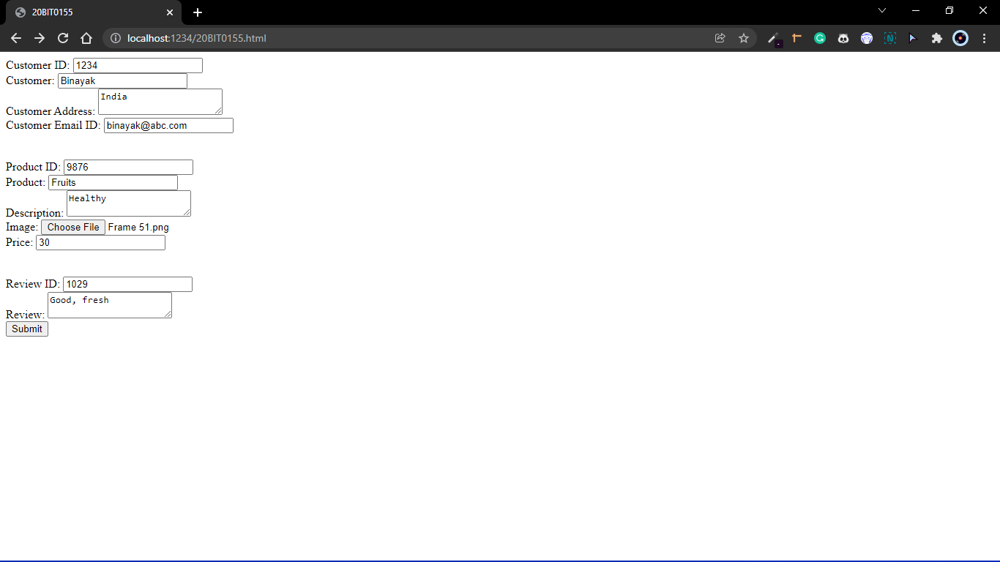 20BIT0155
localhost:1234/20BIT0155.html
Customer ID: 1234
Customer: Binayak
Customer Address: India
Customer Email ID: binayak@abc.com
Product ID: 9876
Product: Fruits
Description: Healthy
Image: Choose File Frame 51.png
Price: 30
Review ID: 1029
Review: Good, fresh
Submit